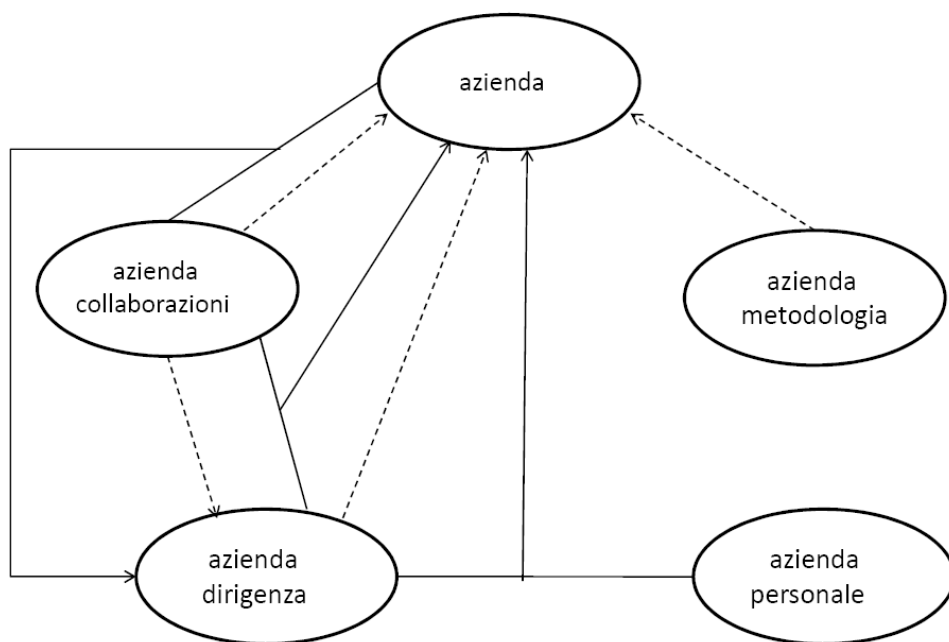 azienda
azienda
collaborazioni
azienda
metodologia
azienda
dirigenza
azienda
personale